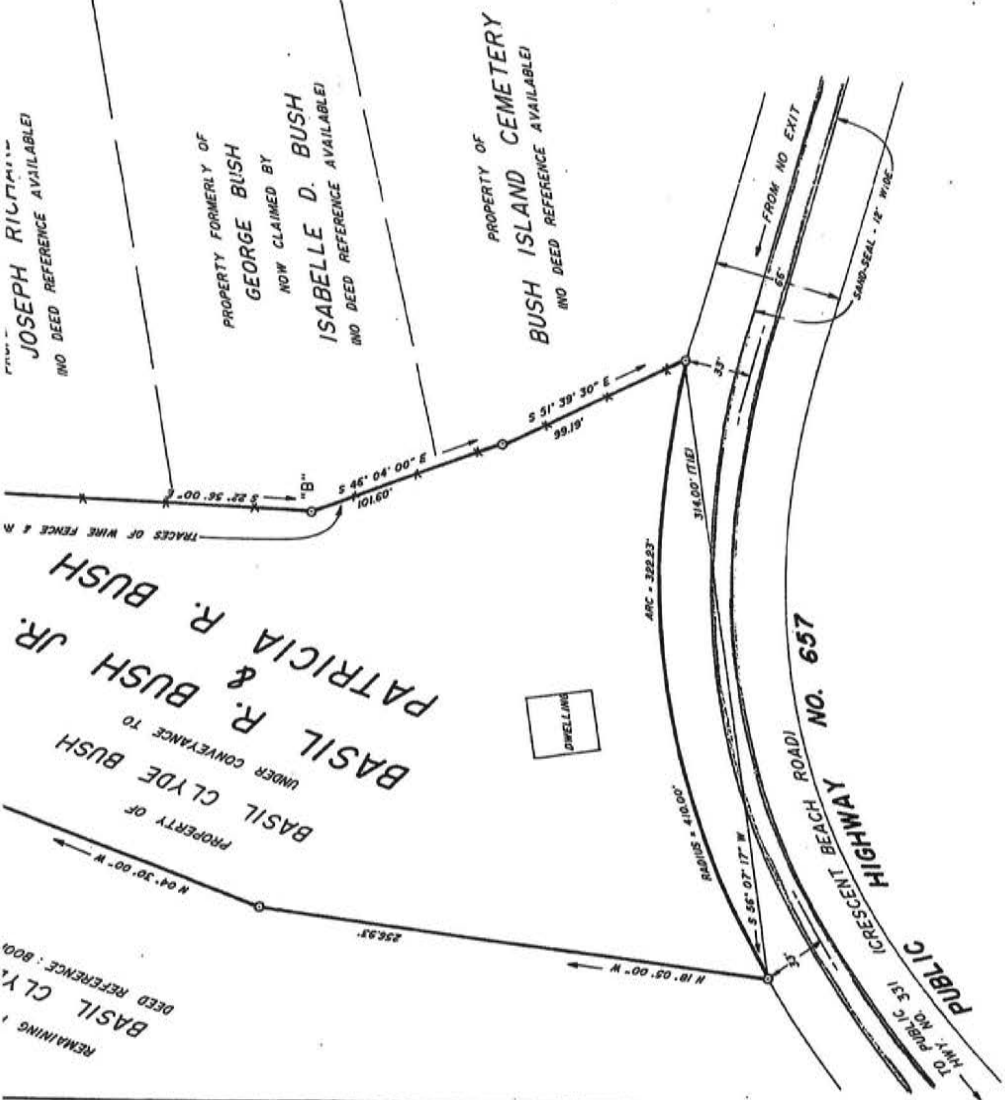 JOSEPH
(NO DEED REFERENCE AVAILABLE)
PROPERTY FORMERLY OF
GEORGE BUSH
NOW CLAIMED BY
ISABELLE D. BUSH
(NO DEED REFERENCE AVAILABLE)
PROPERTY OF
BUSH ISLAND CEMETERY
(NO DEED REFERENCE AVAILABLE)
FROM NO EXIT
66'
SAND-SEAL - 12' WIDE
33'
S 22° 56' 00" E
"B"
S 46° 04' 00" E
101.60'
S 51° 39' 30" E
99.19'
TRACES OF WIRE FENCE &
314.00' (TIE)
ARC = 322.23'
RADIUS = 410.00'
S 56° 07' 17" W
DWELLING
PROPERTY OF
BASIL CLYDE BUSH
UNDER CONVEYANCE TO
BASIL R. BUSH JR.
&
PATRICIA R. BUSH
N 04° 30' 00" W
256.93'
N 18° 05' 00" W
33'
REMAINING
BASIL
DEED REFERENCE :
PUBLIC HIGHWAY NO. 657
(CRESCENT BEACH ROAD)
TO PUBLIC
HWY. NO. 331